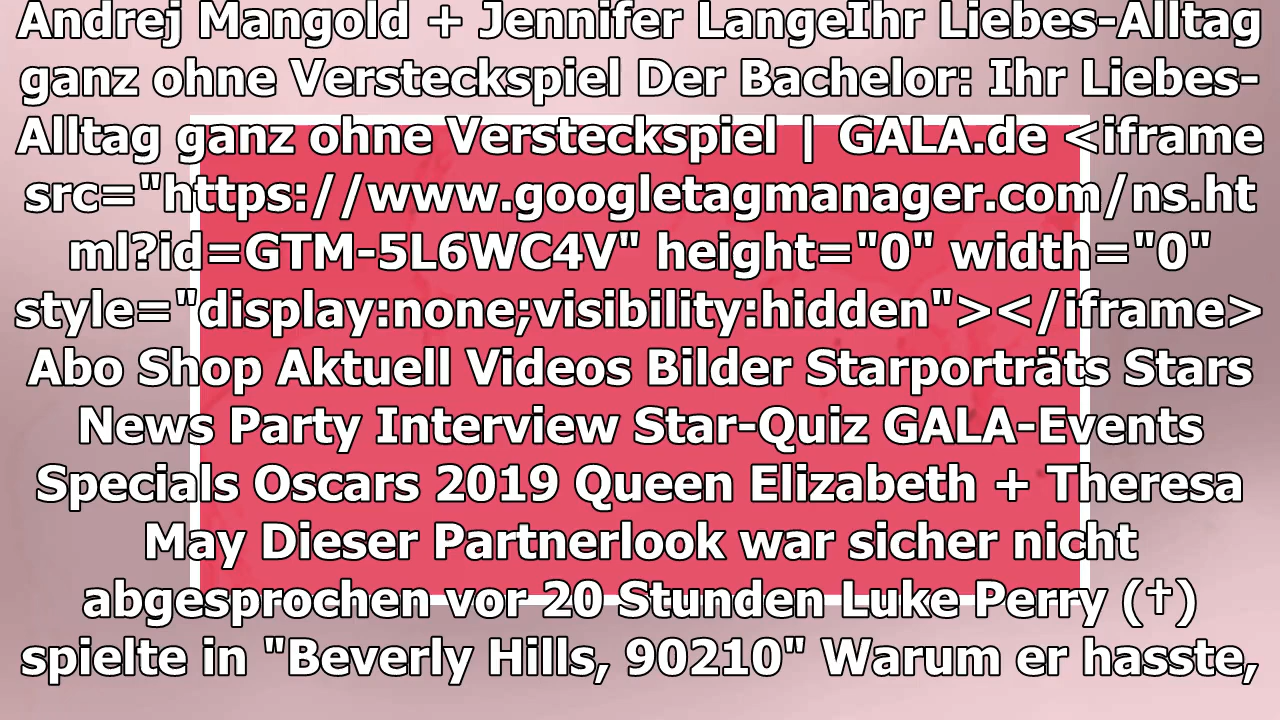 Andrej Mangold + Jennifer LangeIhr Liebes-Alltag
ganz ohne Versteckspiel Der Bachelor: Ihr Liebes-
Alltag ganz ohne Versteckspiel | GALA.de <iframe
src="https://www.googletagmanager.com/ns.ht
ml?id=GTM-5L6WC4V" height="0" width="0"
style="display:none;visibility:hidden"></iframe>
Abo Shop Aktuell Videos Bilder Starporträts Stars
News Party Interview Star-Quiz GALA-Events
Specials Oscars 2019 Queen Elizabeth + Theresa
May Dieser Partnerlook war sicher nicht
abgesprochen vor 20 Stunden Luke Perry (†)
spielte in "Beverly Hills, 90210" Warum er hasste,